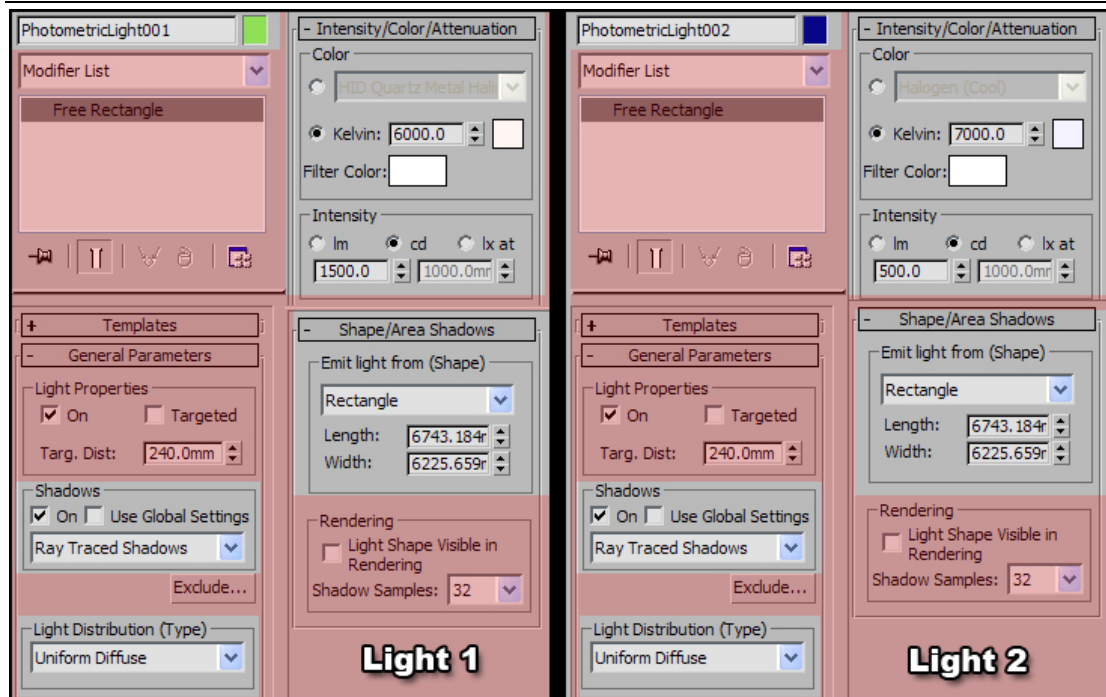 PhotometricLight001
Modifier List
Free Rectangle
- Intensity/Color/Attenuation
Color
HID Quartz Metal Hali
Kelvin: 6000.0
Filter Color:
Intensity
lm cd lx at
1500.0 1000.0mr
+ Templates
- General Parameters
Light Properties
On Targeted
Targ. Dist: 240.0mm
Shadows
On Use Global Settings
Ray Traced Shadows
Exclude...
Light Distribution (Type)
Uniform Diffuse
- Shape/Area Shadows
Emit light from (Shape)
Rectangle
Length: 6743.184r
Width: 6225.659r
Rendering
Light Shape Visible in
Rendering
Shadow Samples: 32
Light 1
PhotometricLight002
Modifier List
Free Rectangle
- Intensity/Color/Attenuation
Color
Halogen (Cool)
Kelvin: 7000.0
Filter Color:
Intensity
lm cd lx at
500.0 1000.0mr
+ Templates
- General Parameters
Light Properties
On Targeted
Targ. Dist: 240.0mm
Shadows
On Use Global Settings
Ray Traced Shadows
Exclude...
Light Distribution (Type)
Uniform Diffuse
- Shape/Area Shadows
Emit light from (Shape)
Rectangle
Length: 6743.184r
Width: 6225.659r
Rendering
Light Shape Visible in
Rendering
Shadow Samples: 32
Light 2